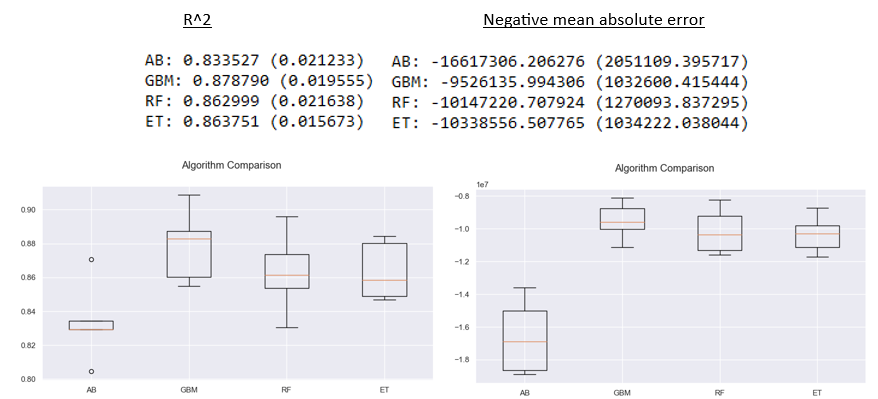 R^2
AB: 0.833527 (0.021233)
GBM: 0.878790 (0.019555)
RF: 0.862999 (0.021638)
ET: 0.863751 (0.015673)
Negative mean absolute error
AB: -16617306.206276 (2051109.395717)
GBM: -9526135.994306 (1032600.415444)
RF: -10147220.707924 (1270093.837295)
ET: -10338556.507765 (1034222.038044)
Algorithm Comparison
0.90
0.88
0.86
0.84
0.82
0.80
AB GBM RF ET
Algorithm Comparison
1e7
−0.8
−1.0
−1.2
−1.4
−1.6
−1.8
AB GBM RF ET